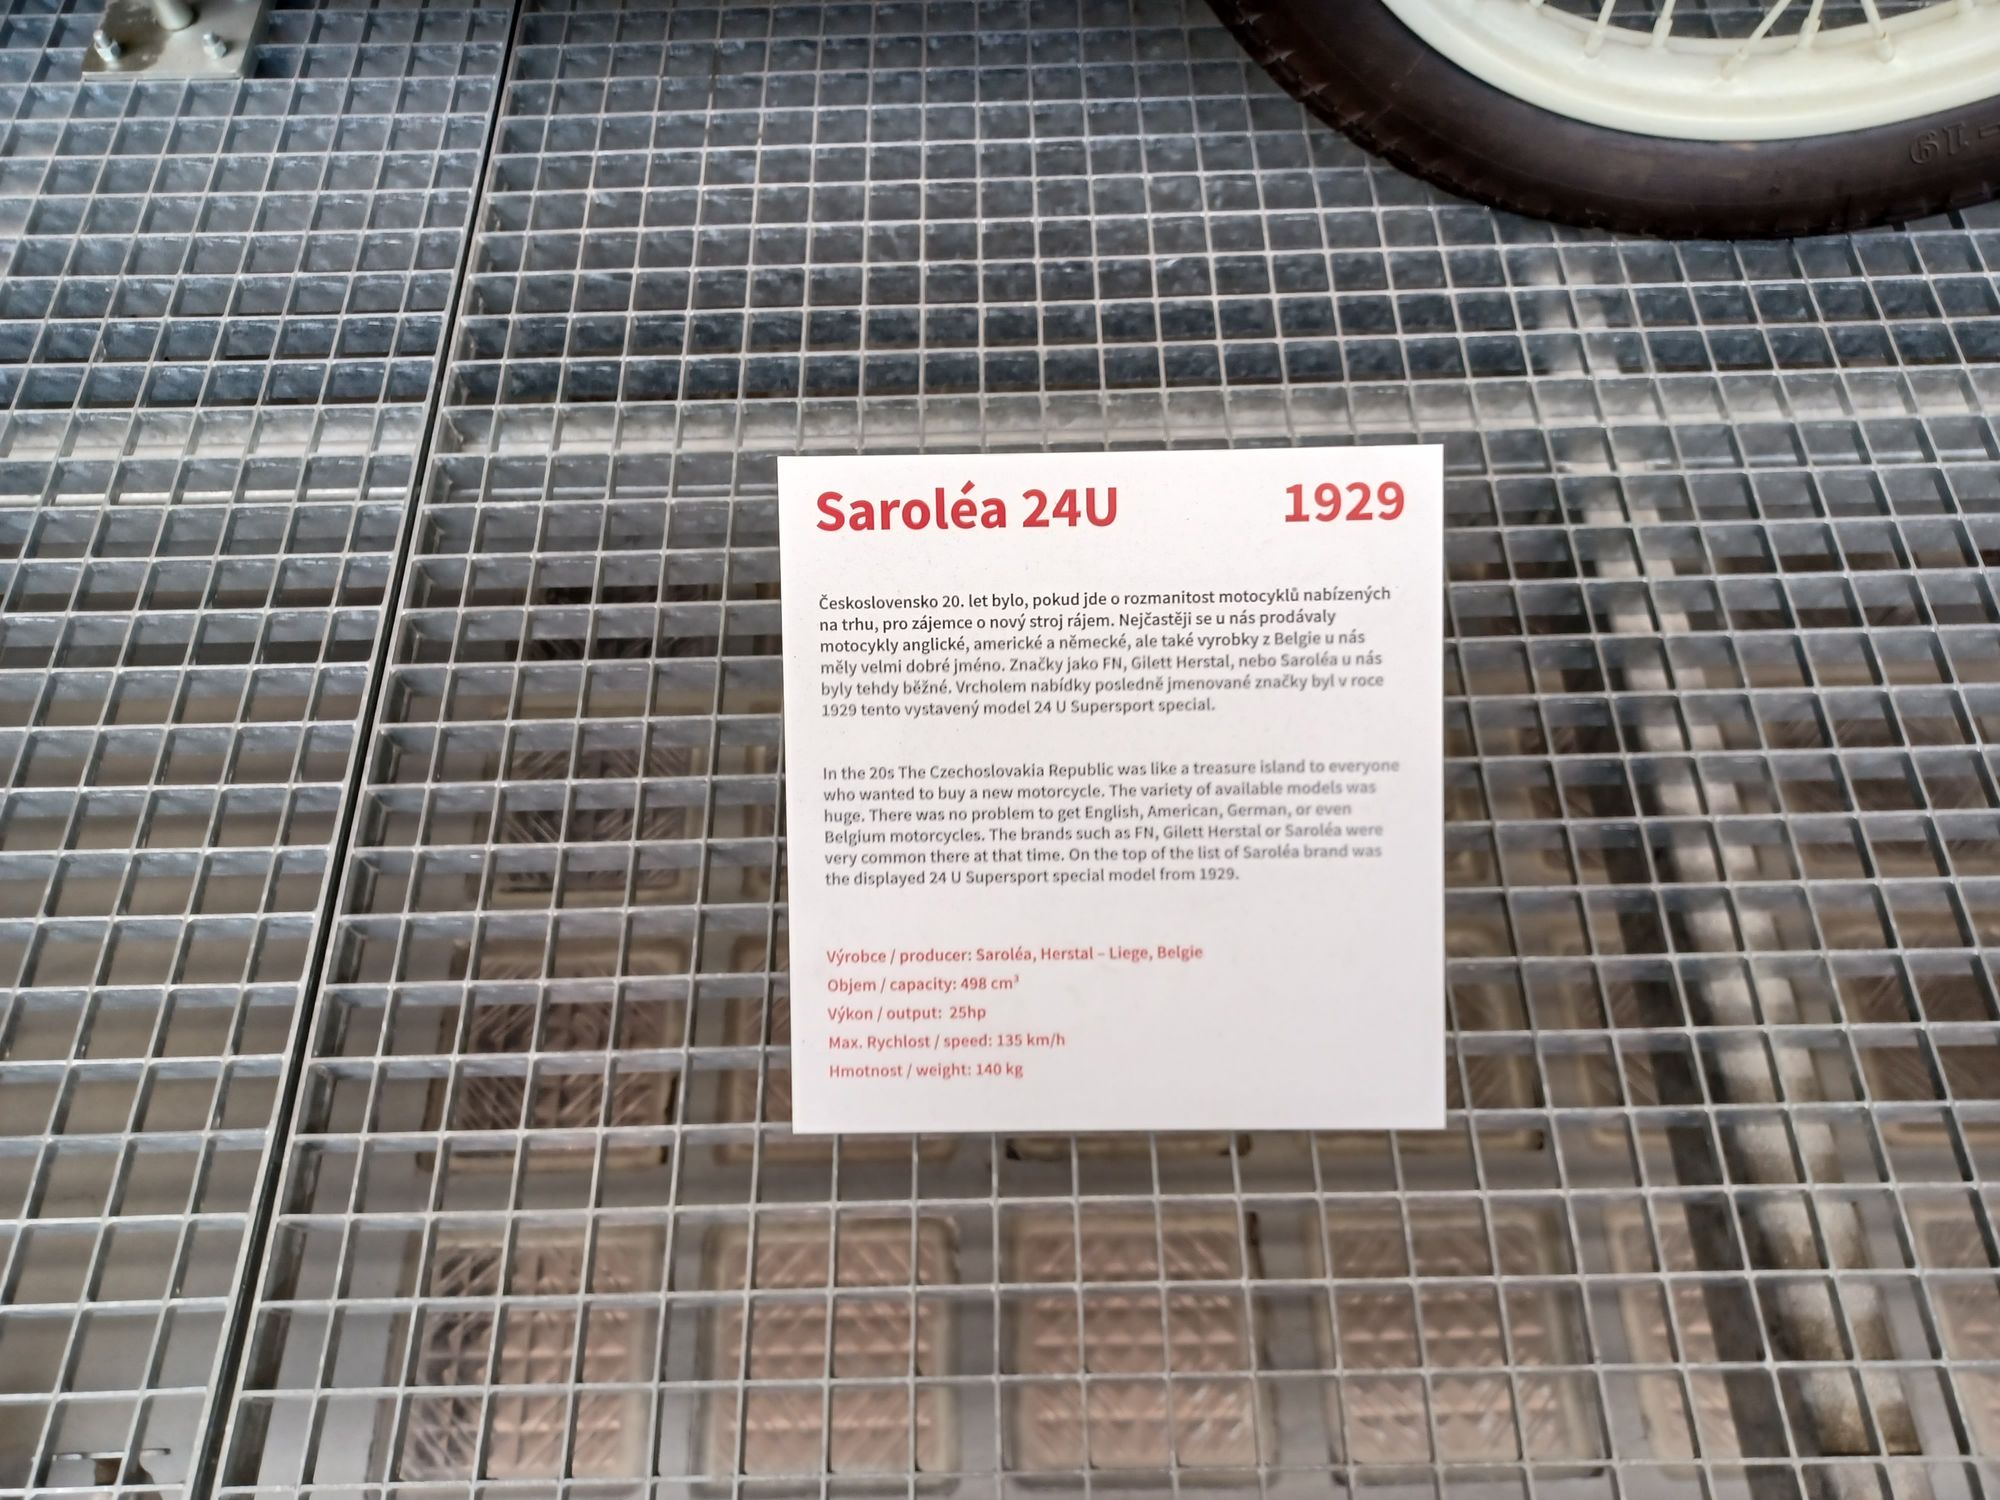 Saroléa 24U 1929
Československo 20. let bylo, pokud jde o rozmanitost motocyklů nabízených
na trhu, pro zájemce o nový stroj rájem. Nejčastěji se u nás prodávaly
motocykly anglické, americké a německé, ale také vyrobky z Belgie u nás
měly velmi dobré jméno. Značky jako FN, Gilett Herstal, nebo Saroléa u nás
byly tehdy běžné. Vrcholem nabídky posledně jmenované značky byl v roce
1929 tento vystavený model 24 U Supersport special.
In the 20s The Czechoslovakia Republic was like a treasure island to everyone
who wanted to buy a new motorcycle. The variety of available models was
huge. There was no problem to get English, American, German, or even
Belgium motorcycles. The brands such as FN, Gilett Herstal or Saroléa were
very common there at that time. On the top of the list of Saroléa brand was
the displayed 24 U Supersport special model from 1929.
Výrobce / producer: Saroléa, Herstal – Liege, Belgie
Objem / capacity: 498 cm³
Výkon / output: 25hp
Max. Rychlost / speed: 135 km/h
Hmotnost / weight: 140 kg